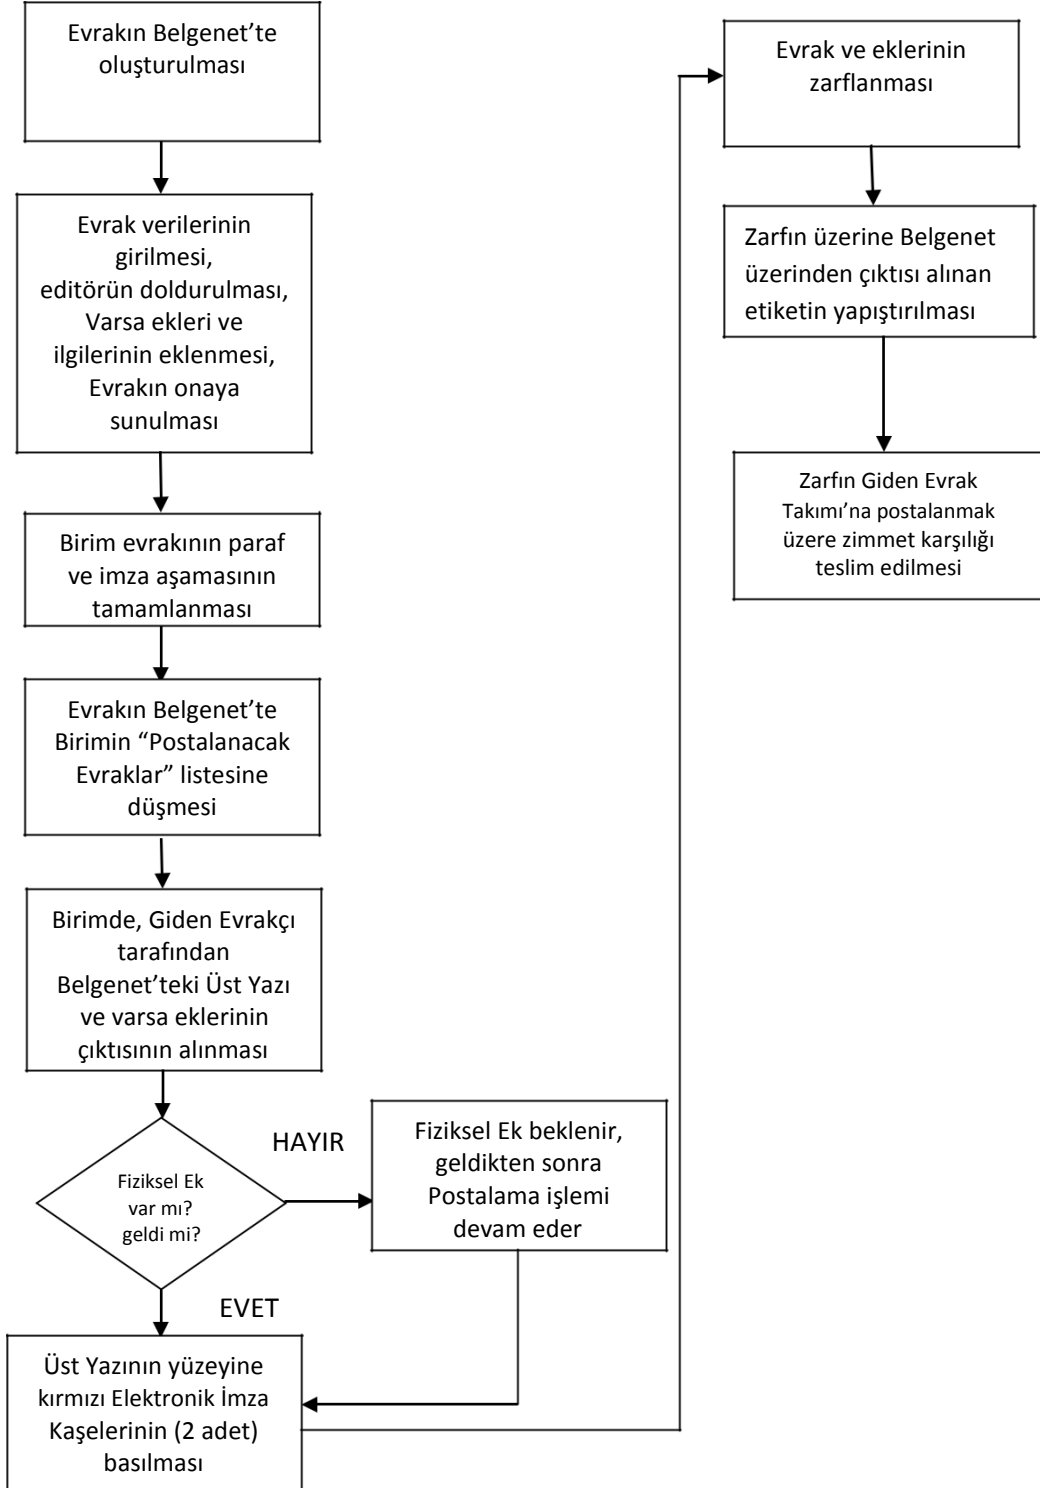 Evrakın Belgenet’te
oluşturulması
Evrak verilerinin
girilmesi,
editörün doldurulması,
Varsa ekleri ve
ilgilerinin eklenmesi,
Evrakın onaya
sunulması
Birim evrakının paraf
ve imza aşamasının
tamamlanması
Evrakın Belgenet’te
Birimin “Postalanacak
Evraklar” listesine
düşmesi
Birimde, Giden Evrakçı
tarafından
Belgenet’teki Üst Yazı
ve varsa eklerinin
çıktısının alınması
Fiziksel Ek
var mı?
geldi mi?
HAYIR
Fiziksel Ek beklenir,
geldikten sonra
Postalama işlemi
devam eder
EVET
Üst Yazının yüzeyine
kırmızı Elektronik İmza
Kaşelerinin (2 adet)
basılması
Evrak ve eklerinin
zarflanması
Zarfın üzerine Belgenet
üzerinden çıktısı alınan
etiketin yapıştırılması
Zarfın Giden Evrak
Takımı’na postalanmak
üzere zimmet karşılığı
teslim edilmesi